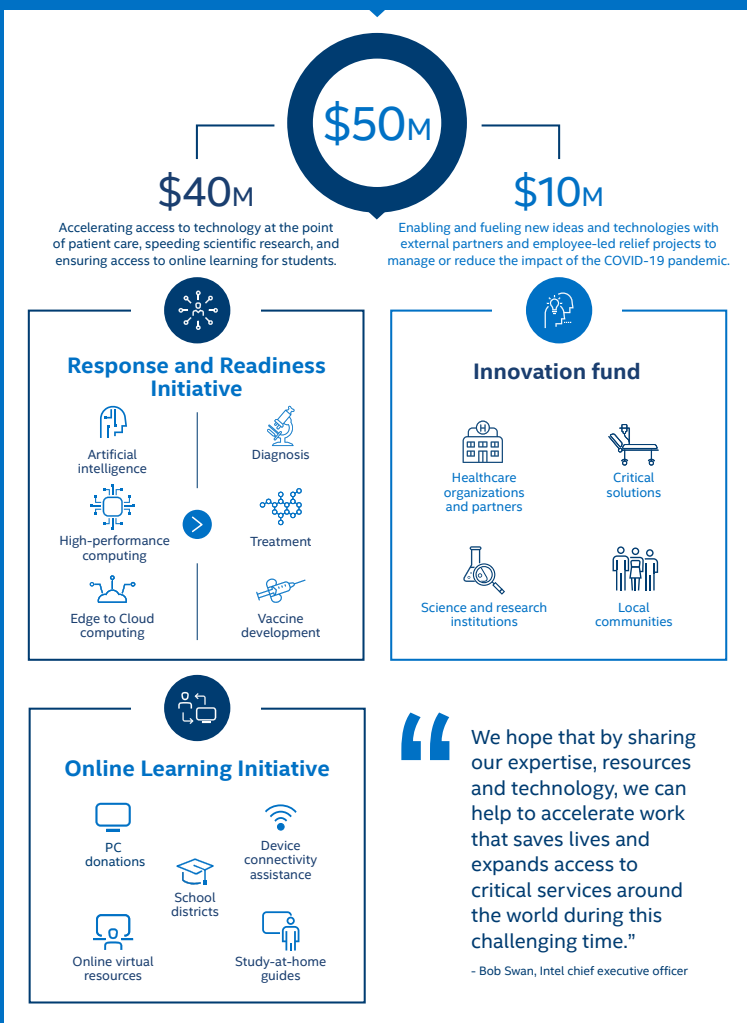 $50M
$40M
Accelerating access to technology at the point
of patient care, speeding scientific research, and
ensuring access to online learning for students.
$10M
Enabling and fueling new ideas and technologies with
external partners and employee-led relief projects to
manage or reduce the impact of the COVID-19 pandemic.
Response and Readiness
Initiative
Artificial
intelligence
Diagnosis
High-performance
computing
Treatment
Edge to Cloud
computing
Vaccine
development
Innovation fund
H
Healthcare
organizations
and partners
Critical
solutions
Science and research
institutions
Local
communities
Online Learning Initiative
PC
donations
Device
connectivity
assistance
School
districts
Online virtual
resources
Study-at-home
guides
“
We hope that by sharing
our expertise, resources
and technology, we can
help to accelerate work
that saves lives and
expands access to
critical services around
the world during this
challenging time.”
- Bob Swan, Intel chief executive officer